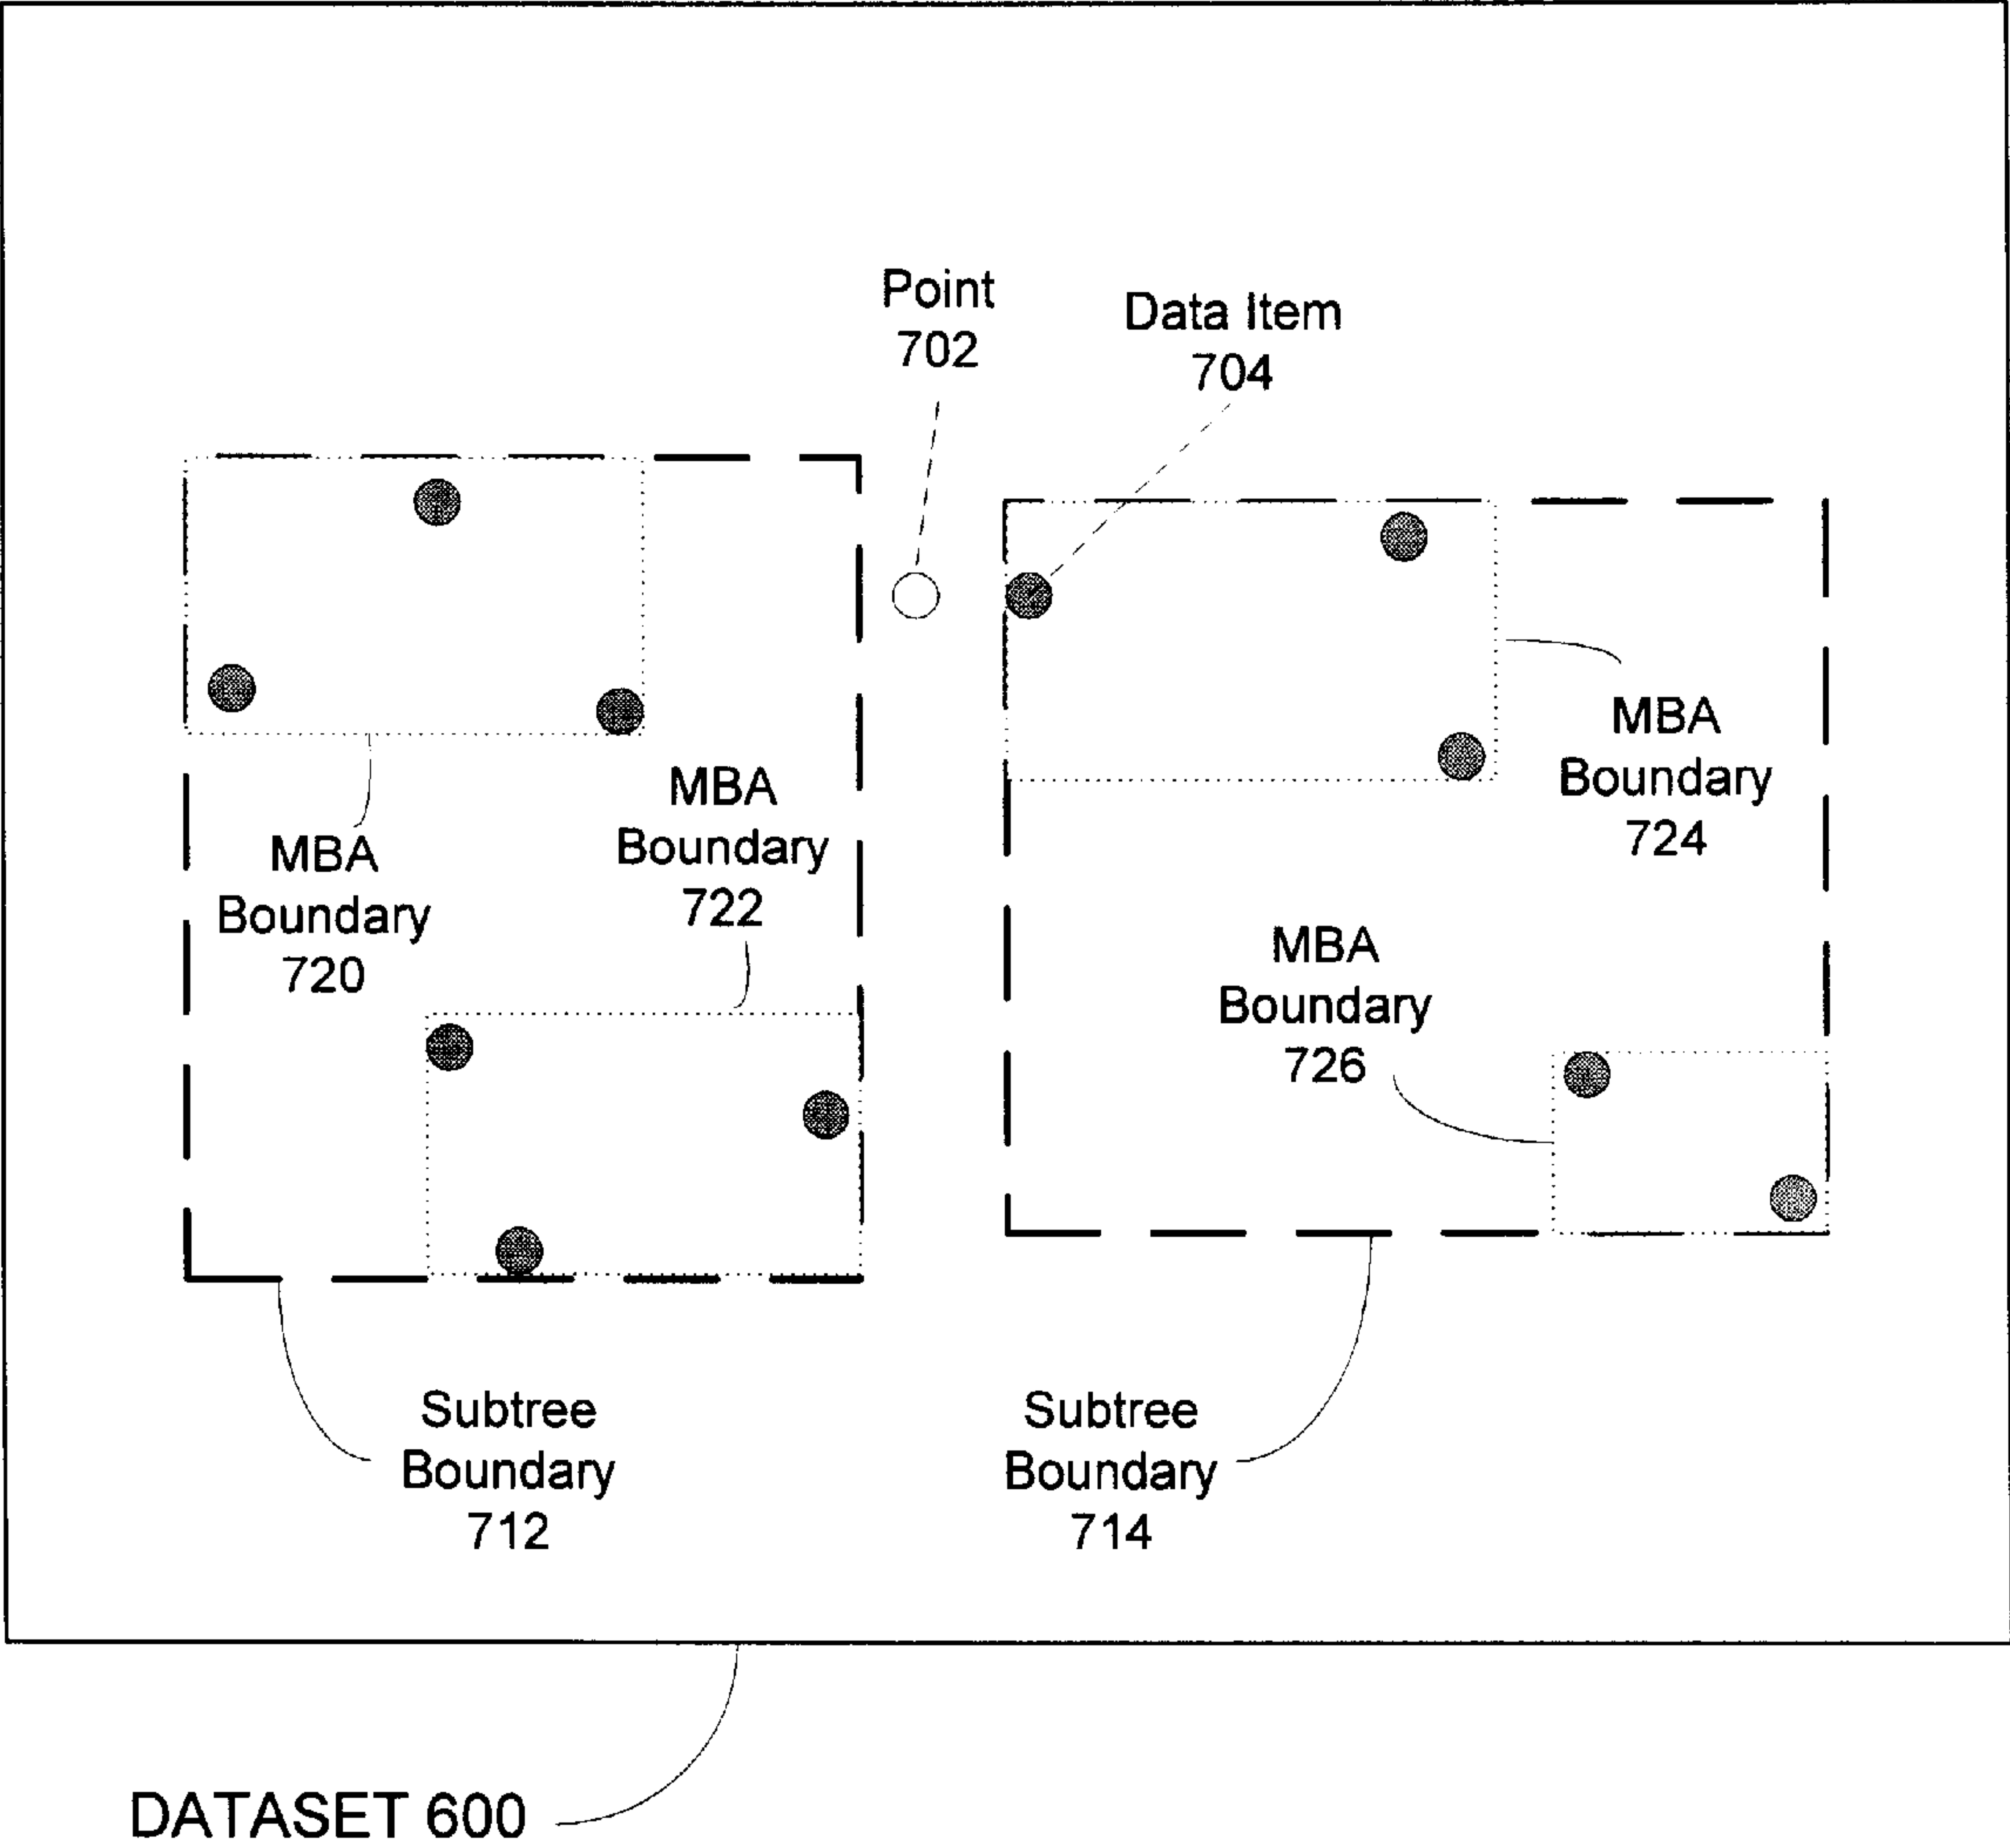 Point
702
Data Item
704
MBA
Boundary
720
MBA
Boundary
722
MBA
Boundary
724
MBA
Boundary
726
Subtree
Boundary
712
Subtree
Boundary
714
DATASET 600